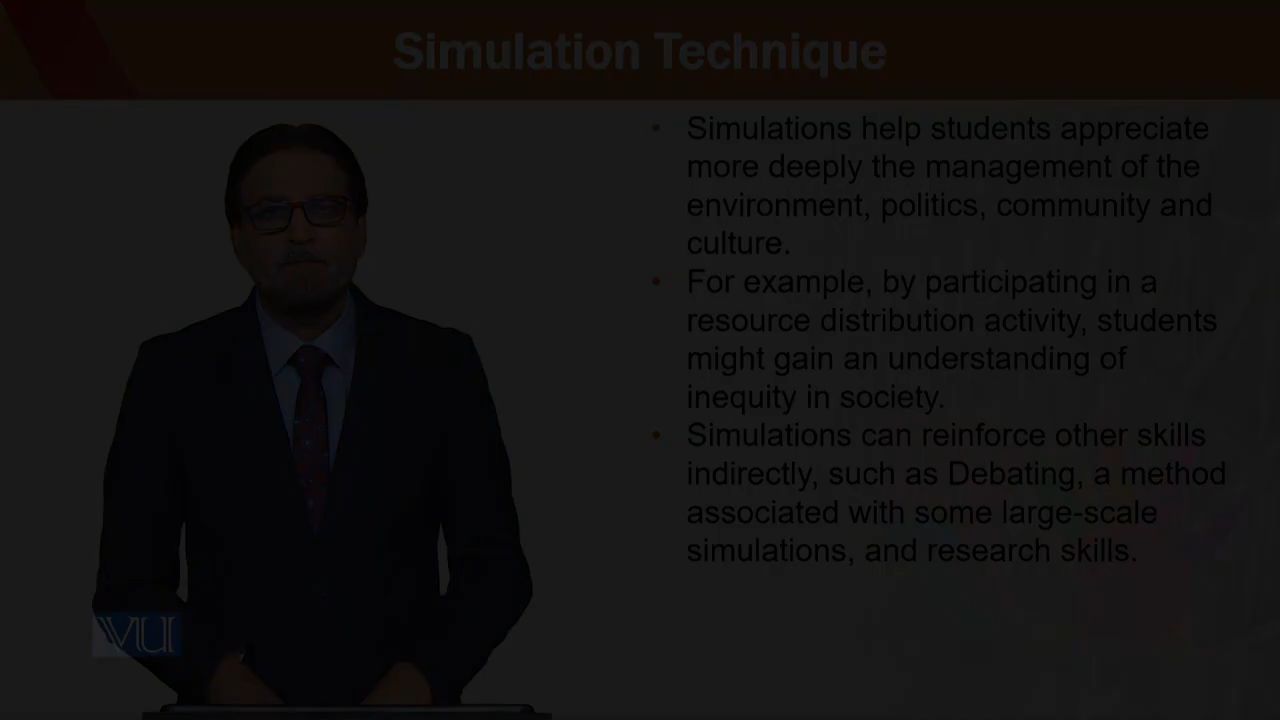 Simulation Technique
• Simulations help students appreciate
more deeply the management of the
environment, politics, community and
culture.
• For example, by participating in a
resource distribution activity, students
might gain an understanding of
inequity in society.
• Simulations can reinforce other skills
indirectly, such as Debating, a method
associated with some large-scale
simulations, and research skills.
VU